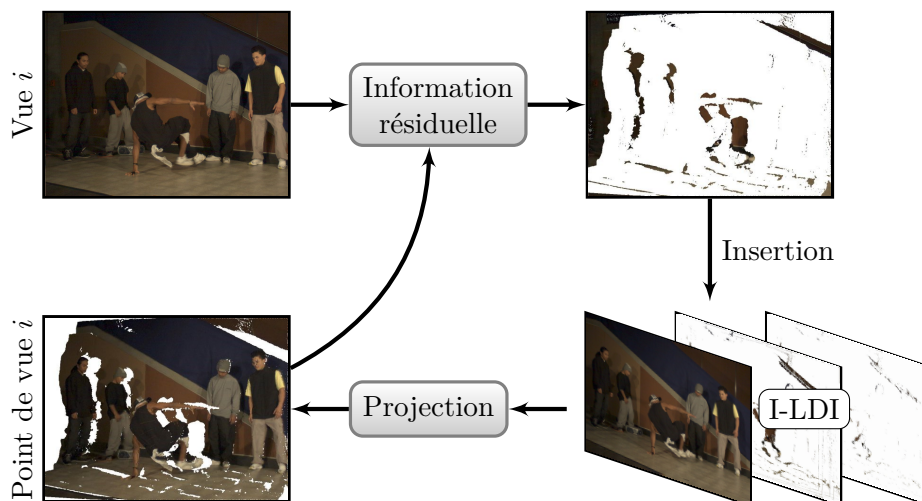 Vue i
Information
résiduelle
Insertion
Point de vue i
Projection
I-LDI